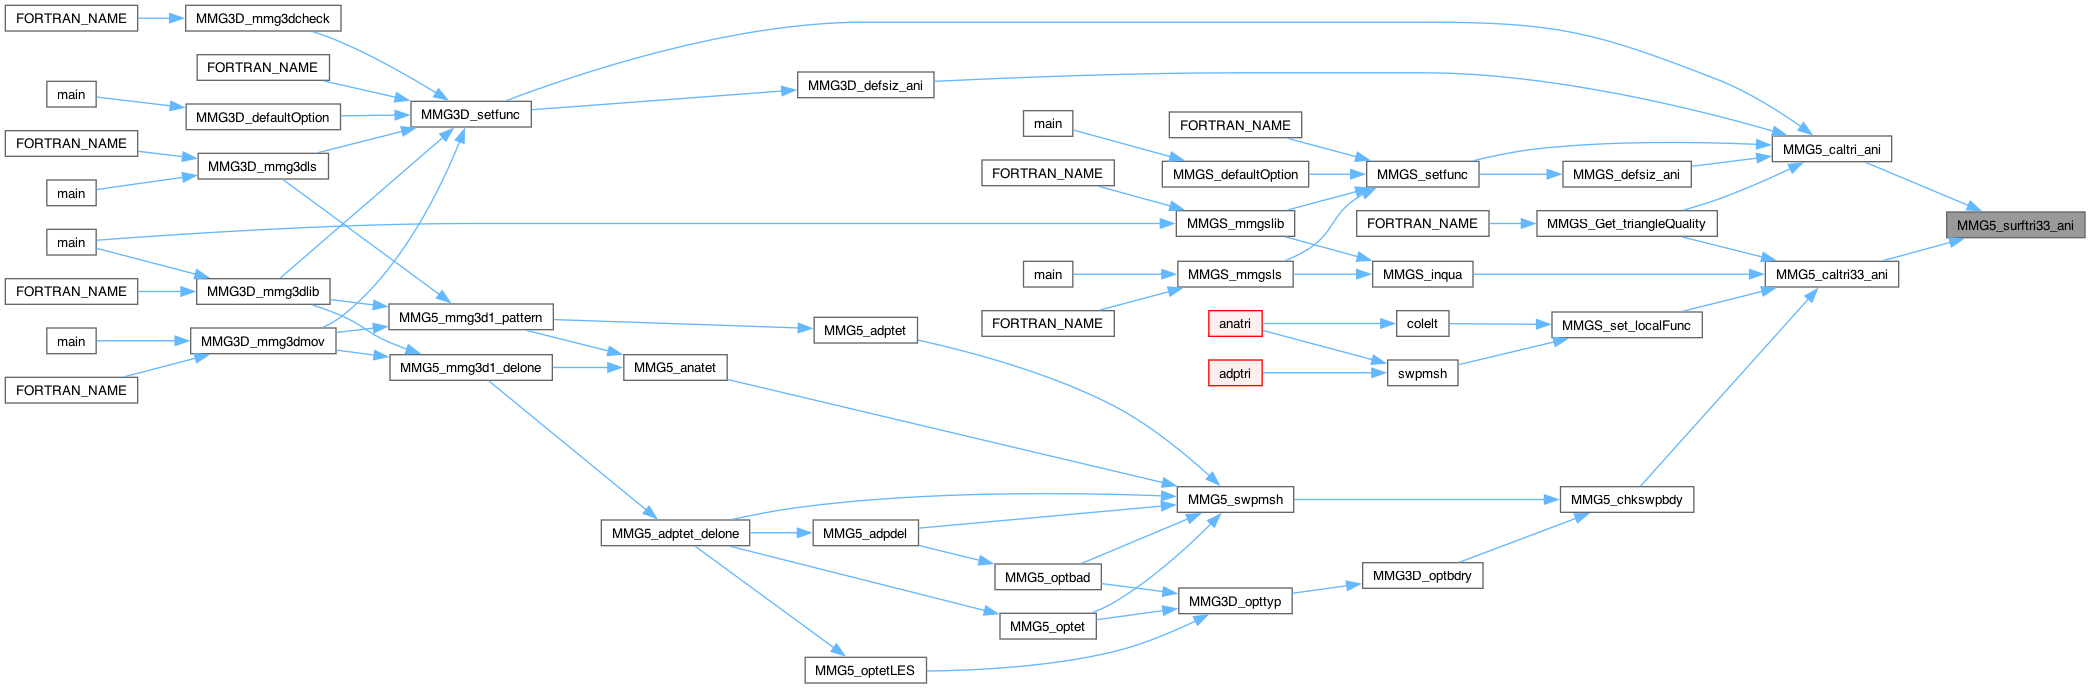 FORTRAN_NAME
MMG3D_mmg3dcheck
FORTRAN_NAME
main
MMG3D_defaultOption
MMG3D_setfunc
MMG3D_defsiz_ani
FORTRAN_NAME
MMG3D_mmg3dls
main
main
FORTRAN_NAME
MMG3D_mmg3dlib
main
MMG3D_mmg3dmov
FORTRAN_NAME
MMG5_mmg3d1_pattern
MMG5_mmg3d1_delone
MMG5_anatet
MMG5_adptet
main
FORTRAN_NAME
FORTRAN_NAME
MMGS_defaultOption
MMGS_setfunc
MMGS_defsiz_ani
MMG5_caltri_ani
MMGS_mmgslib
FORTRAN_NAME
MMGS_Get_triangleQuality
MMG5_surftri33_ani
main
MMGS_mmgsls
MMGS_inqua
MMG5_caltri33_ani
FORTRAN_NAME
anatri
colelt
MMGS_set_localFunc
adptri
swpmsh
MMG5_swpmsh
MMG5_chkswpbdy
MMG5_adptet_delone
MMG5_adpdel
MMG5_optbad
MMG3D_optbdry
MMG3D_opttyp
MMG5_optet
MMG5_optetLES